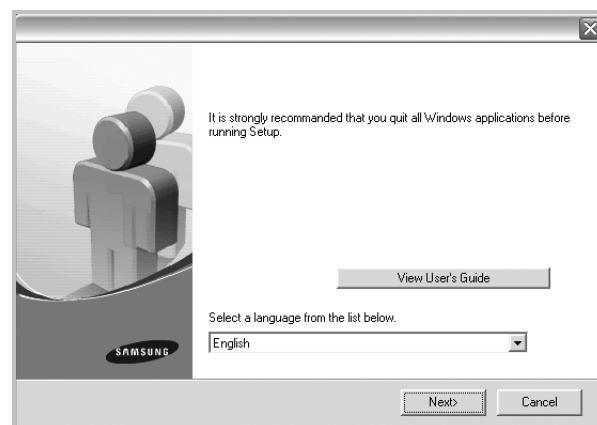 It is strongly recommanded that you quit all Windows applications before
running Setup.
View User's Guide
Select a language from the list below.
English
SAMSUNG
Next>
Cancel